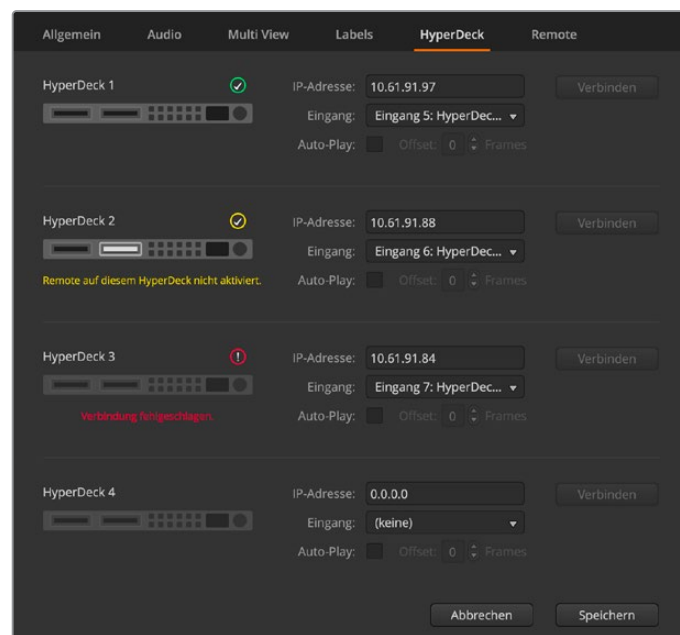 Allgemein Audio Multi View Labels HyperDeck Remote
HyperDeck 1 IP-Adresse: 10.61.91.97 Verbinden
Eingang: Eingang 5: HyperDec...
Auto-Play: Offset: 0 Frames
HyperDeck 2 IP-Adresse: 10.61.91.88 Verbinden
Eingang: Eingang 6: HyperDec...
Remote auf diesem HyperDeck nicht aktiviert. Auto-Play: Offset: 0 Frames
HyperDeck 3 IP-Adresse: 10.61.91.84 Verbinden
Eingang: Eingang 7: HyperDec...
Verbindung fehlgeschlagen. Auto-Play: Offset: 0 Frames
HyperDeck 4 IP-Adresse: 0.0.0.0 Verbinden
Eingang: (keine)
Auto-Play: Offset: 0 Frames
Abbrechen Speichern